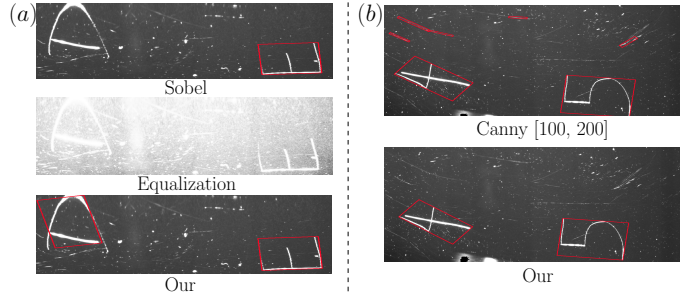 (a)
Sobel
Equalization
Our
(b)
Canny [100, 200]
Our